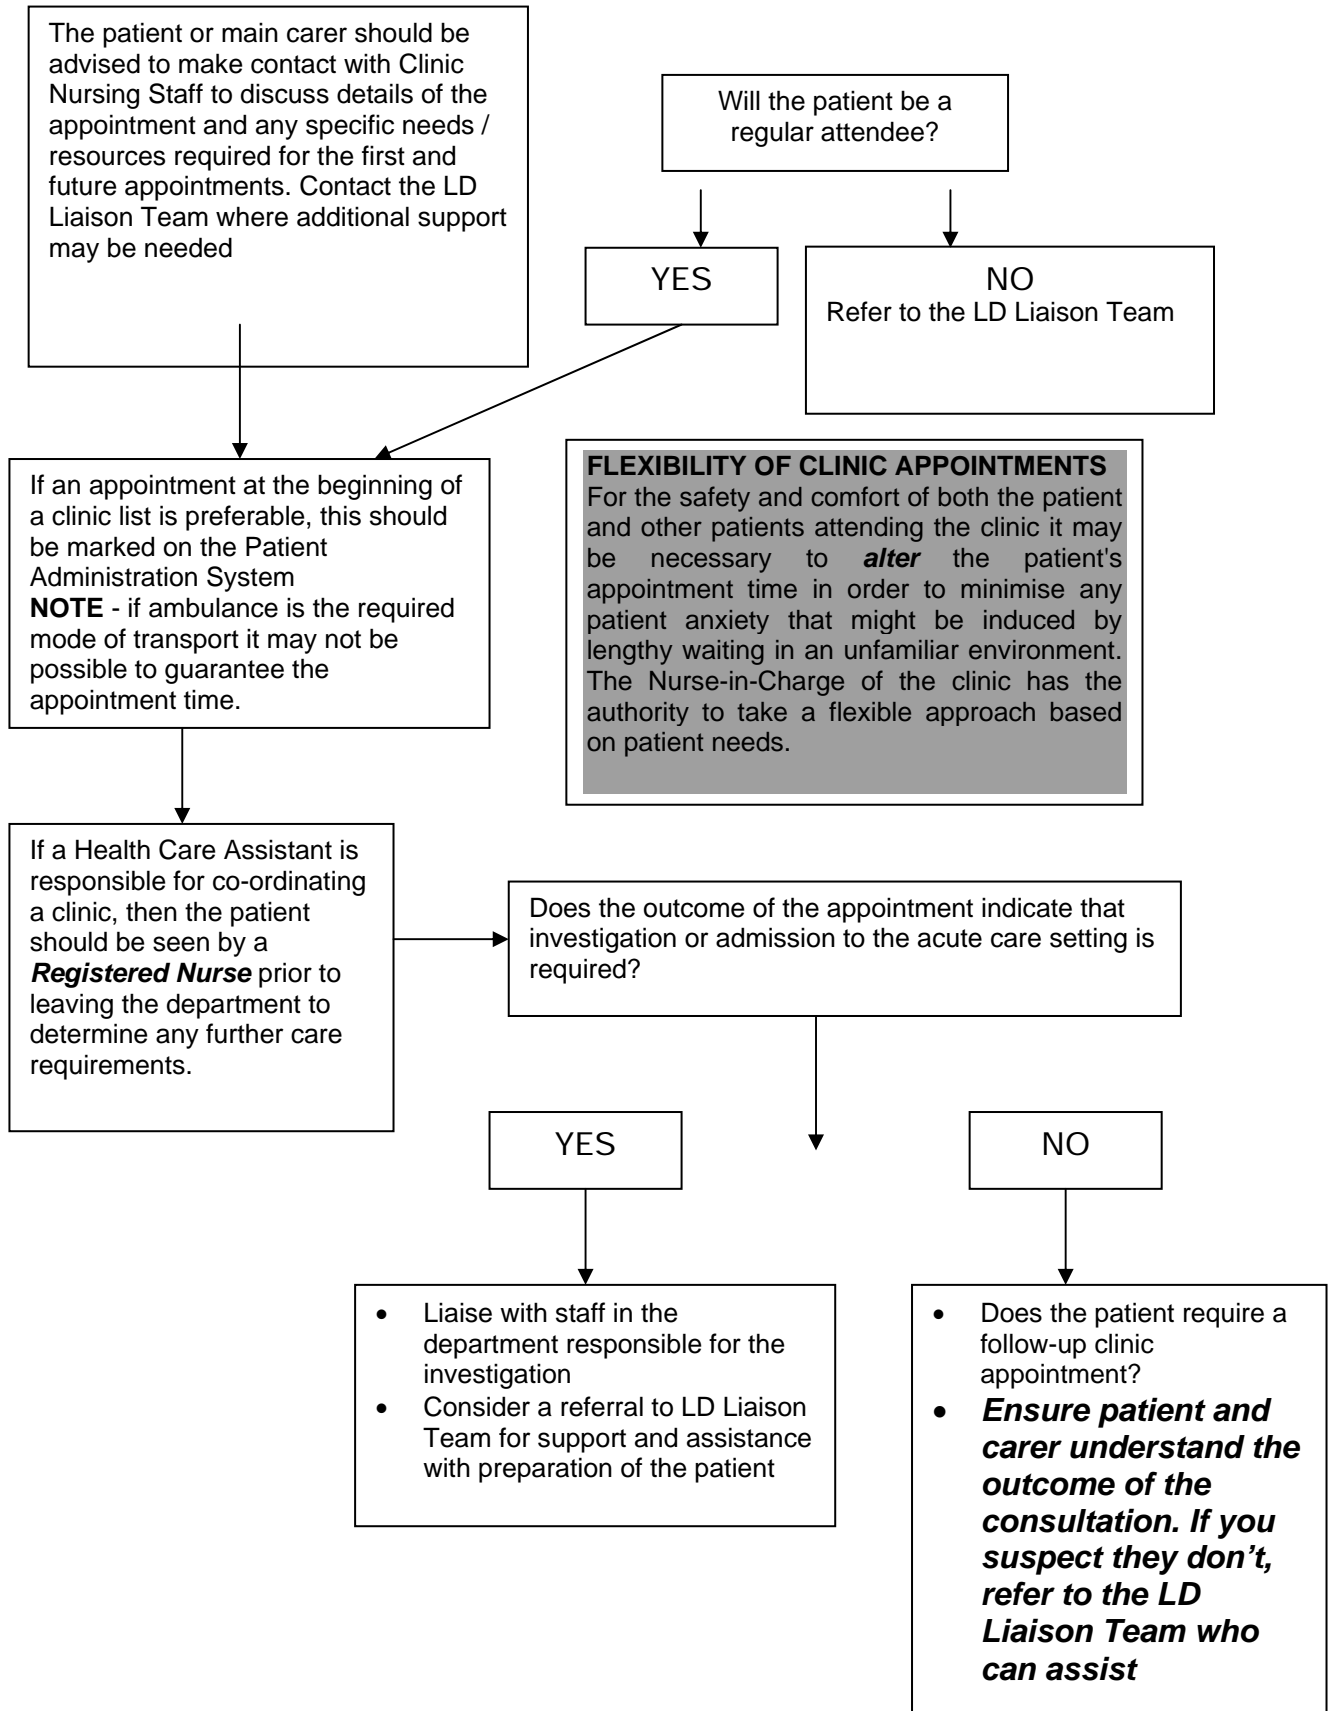 The patient or main carer should be
advised to make contact with Clinic
Nursing Staff to discuss details of the
appointment and any specific needs /
resources required for the first and
future appointments. Contact the LD
Liaison Team where additional support
may be needed
Will the patient be a
regular attendee?
YES
NO
Refer to the LD Liaison Team
If an appointment at the beginning of
a clinic list is preferable, this should
be marked on the Patient
Administration System
NOTE - if ambulance is the required
mode of transport it may not be
possible to guarantee the
appointment time.
FLEXIBILITY OF CLINIC APPOINTMENTS
For the safety and comfort of both the patient
and other patients attending the clinic it may
be necessary to alter the patient's
appointment time in order to minimise any
patient anxiety that might be induced by
lengthy waiting in an unfamiliar environment.
The Nurse-in-Charge of the clinic has the
authority to take a flexible approach based
on patient needs.
If a Health Care Assistant is
responsible for co-ordinating
a clinic, then the patient
should be seen by a
Registered Nurse prior to
leaving the department to
determine any further care
requirements.
Does the outcome of the appointment indicate that
investigation or admission to the acute care setting is
required?
YES
NO
• Liaise with staff in the
department responsible for the
investigation
• Consider a referral to LD Liaison
Team for support and assistance
with preparation of the patient
• Does the patient require a
follow-up clinic
appointment?
• Ensure patient and
carer understand the
outcome of the
consultation. If you
suspect they don’t,
refer to the LD
Liaison Team who
can assist